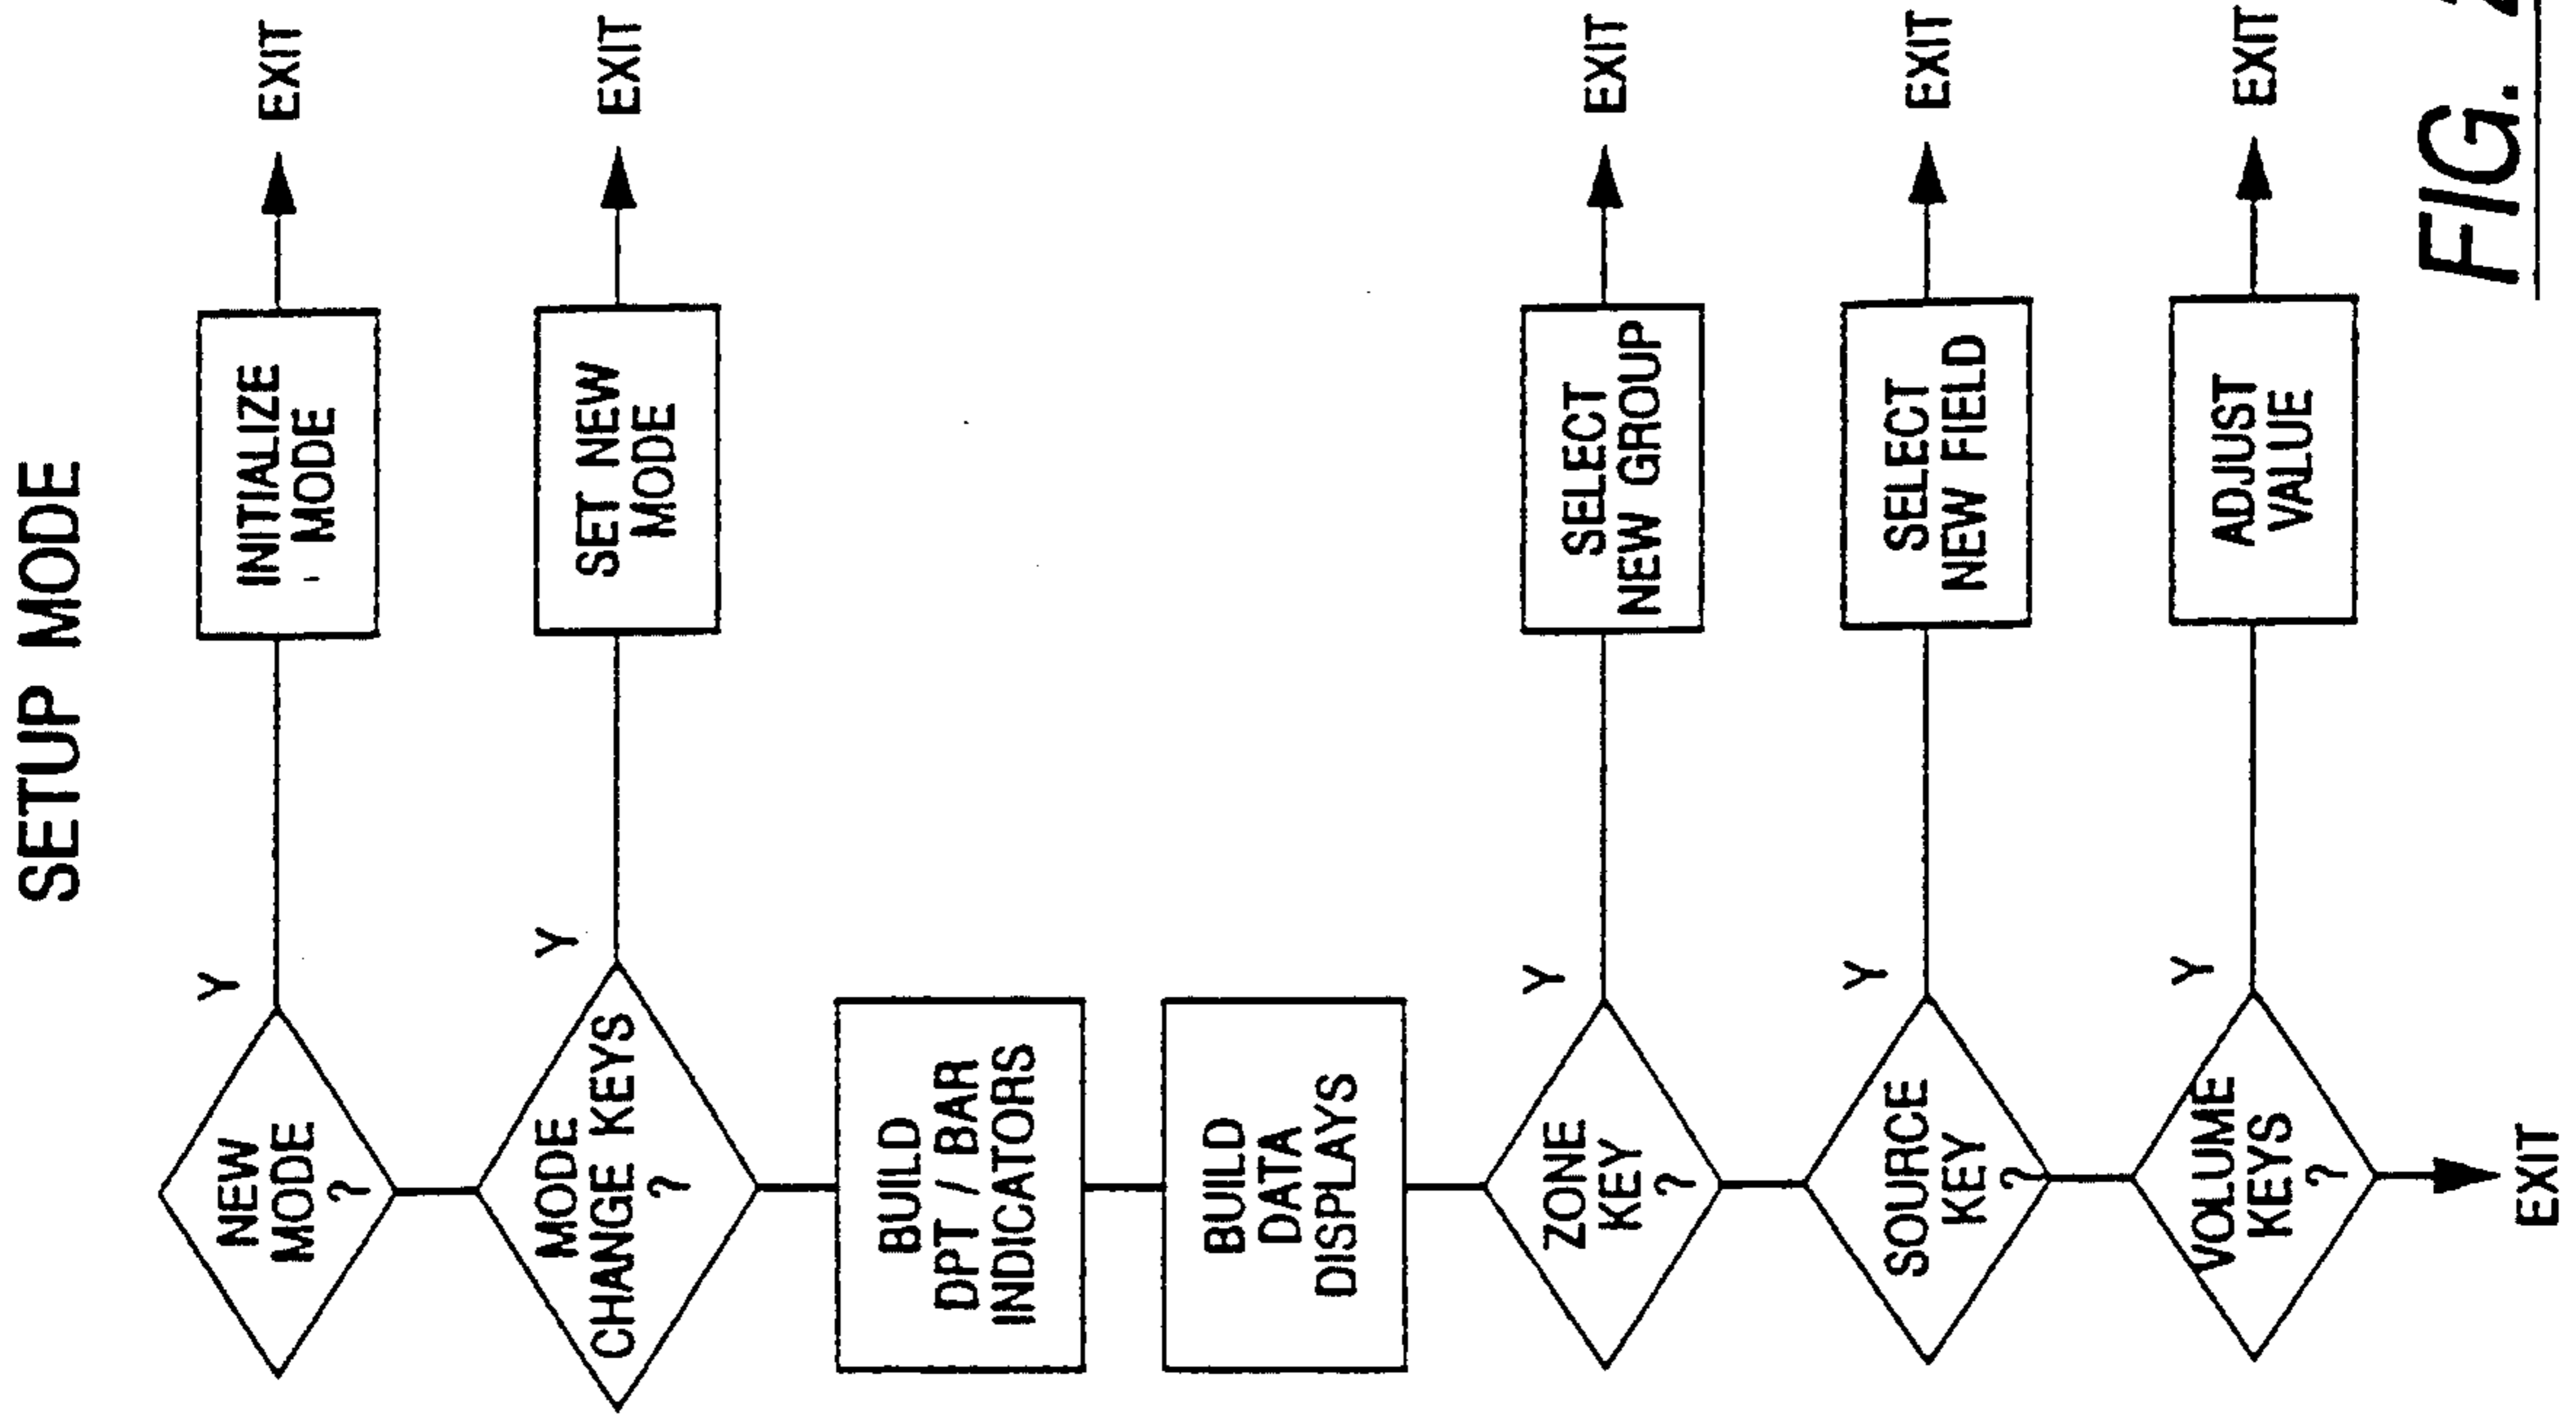 SETUP MODE
NEW
MODE
?
Y
INITIALIZE
MODE
EXIT
MODE
CHANGE KEYS
?
Y
SET NEW
MODE
EXIT
BUILD
DPT / BAR
INDICATORS
BUILD
DATA
DISPLAYS
ZONE
KEY
?
Y
SELECT
NEW GROUP
EXIT
SOURCE
KEY
?
Y
SELECT
NEW FIELD
EXIT
VOLUME
KEYS
?
Y
ADJUST
VALUE
EXIT
EXIT
FIG.